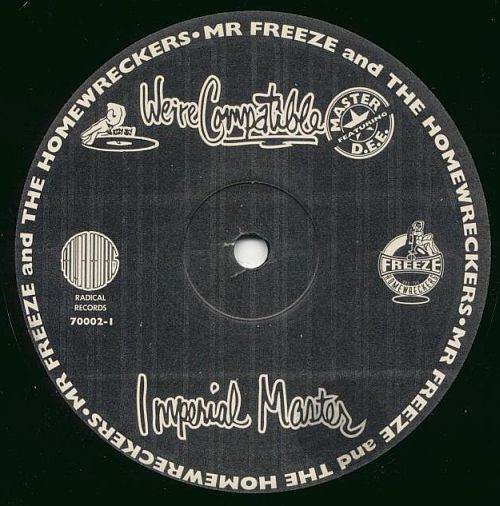 MR FREEZE and THE HOMEWRECKERS • MR FREEZE and THE HOMEWRECKERS • MR FREEZE and THE HOMEWRECKERS •
We're Compatible
MASTER
FEATURING
D.E.E.
RADICAL
RECORDS
70002-1
FREEZE
HOMEWRECKERS
Imperial Master